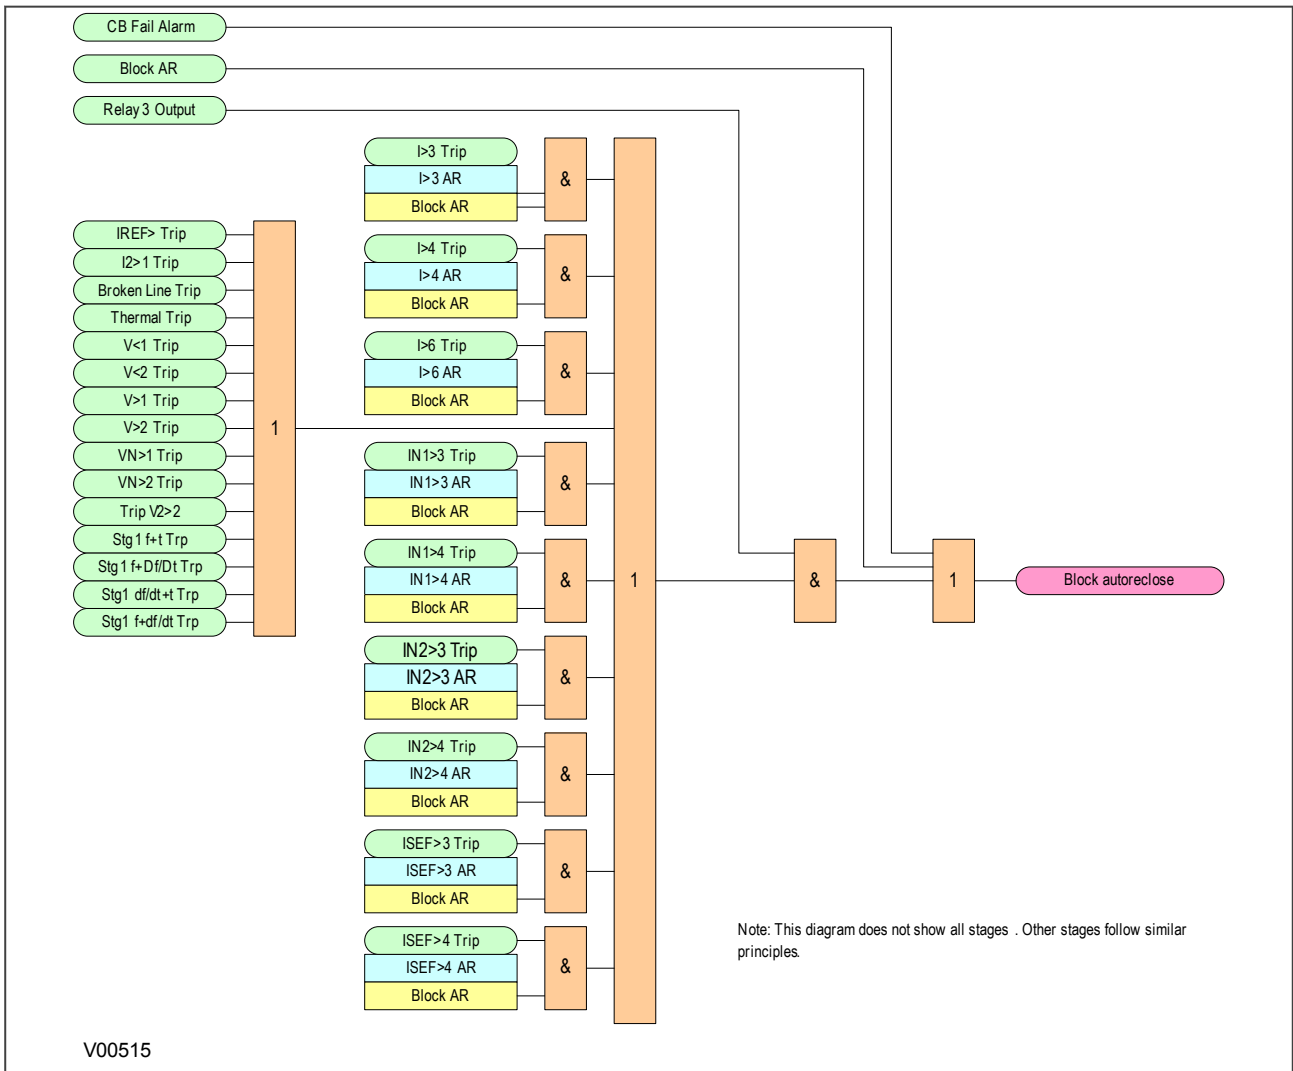 CB Fail Alarm
Block AR
Relay 3 Output
I>3 Trip
I>3 AR
Block AR
&
I>4 Trip
I>4 AR
Block AR
&
I>6 Trip
I>6 AR
Block AR
&
IREF> Trip
I2>1 Trip
Broken Line Trip
Thermal Trip
V<1 Trip
V<2 Trip
V>1 Trip
V>2 Trip
VN>1 Trip
VN>2 Trip
Trip V2>2
Stg1 f+t Trp
Stg1 f+Df/Dt Trp
Stg1 df/dt+t Trp
Stg1 f+df/dt Trp
1
IN1>3 Trip
IN1>3 AR
Block AR
&
IN1>4 Trip
IN1>4 AR
Block AR
&
IN2>3 Trip
IN2>3 AR
Block AR
&
IN2>4 Trip
IN2>4 AR
Block AR
&
ISEF>3 Trip
ISEF>3 AR
Block AR
&
ISEF>4 Trip
ISEF>4 AR
Block AR
&
1
&
1
Block autoreclose
Note: This diagram does not show all stages . Other stages follow similar
principles.
V00515